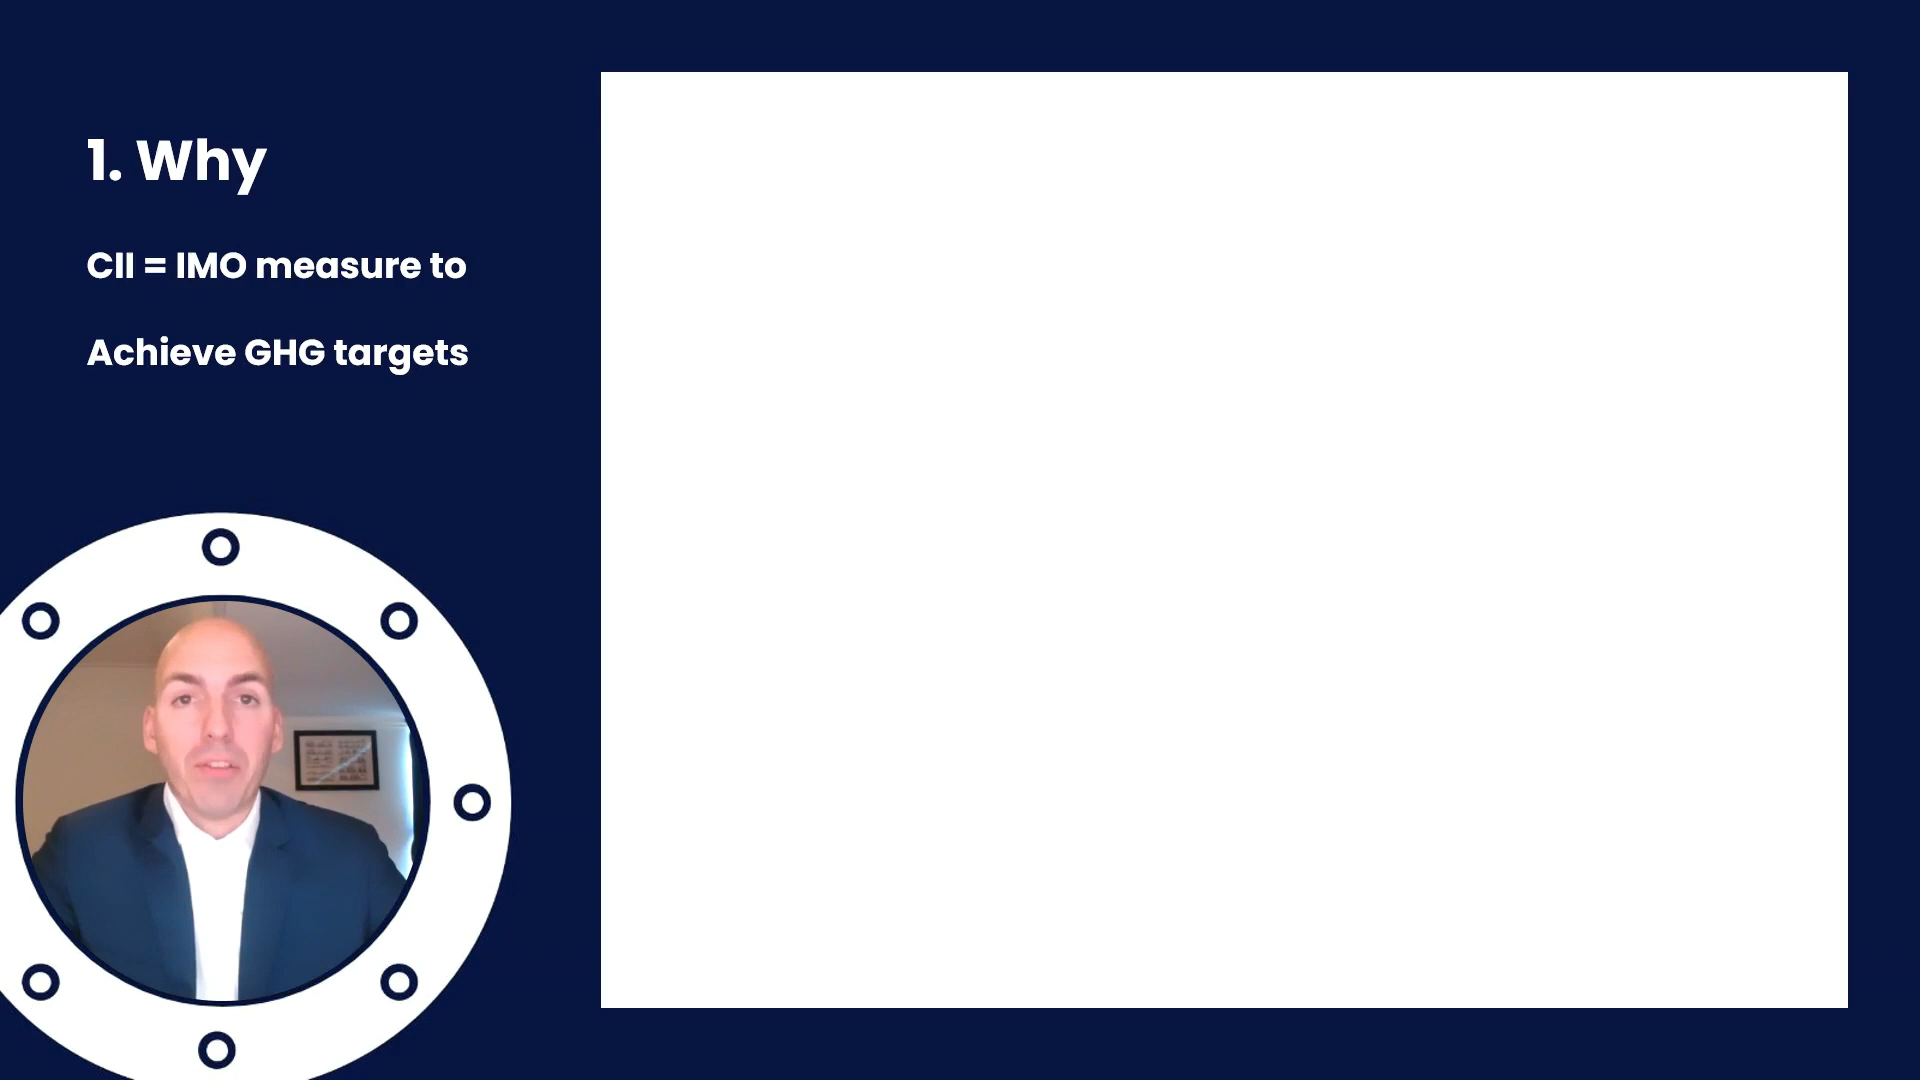 1. Why
CII = IMO measure to
Achieve GHG targets